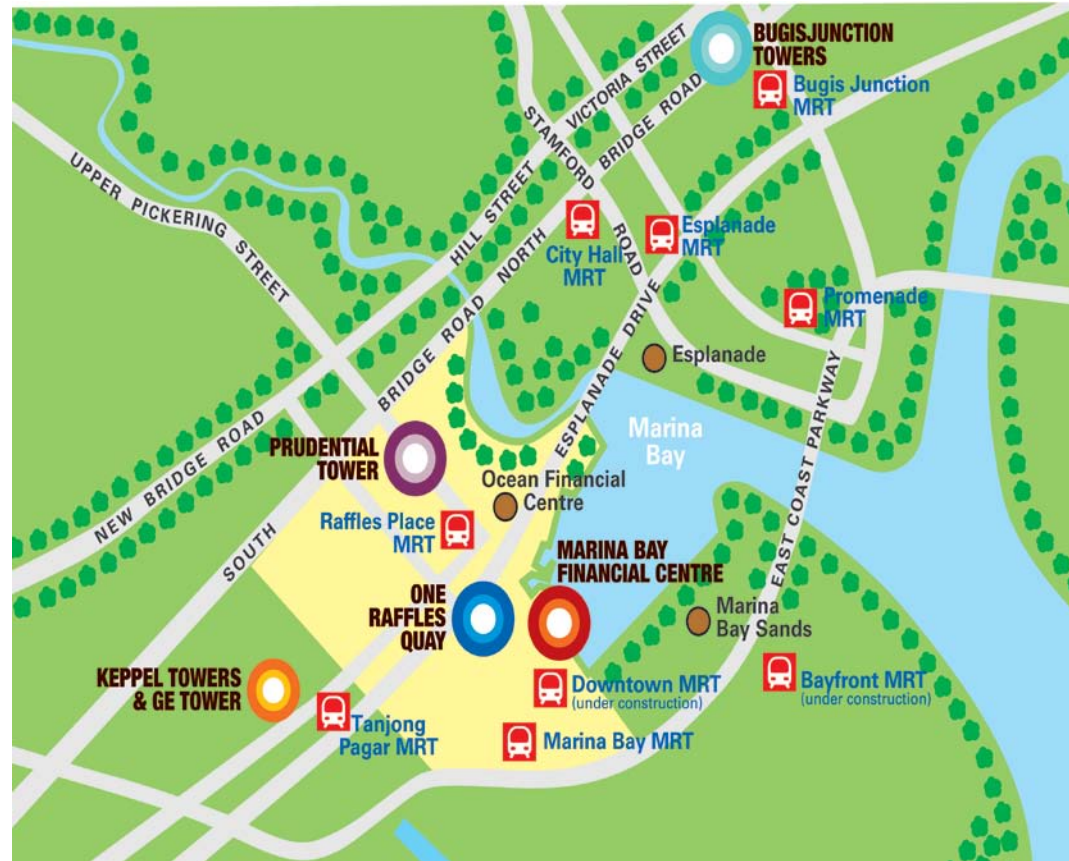 BUGISJUNCTION
TOWERS
Bugis Junction
MRT
VICTORIA STREET
HILL STREET
STAMFORD ROAD
NORTH BRIDGE ROAD
UPPER PICKERING STREET
City Hall
MRT
Esplanade
MRT
Promenade
MRT
Esplanade
ESPLANADE DRIVE
EAST COAST PARKWAY
Marina
Bay
NEW BRIDGE ROAD
SOUTH BRIDGE ROAD
PRUDENTIAL
TOWER
Ocean Financial
Centre
Raffles Place
MRT
MARINA BAY
FINANCIAL CENTRE
ONE
RAFFLES
QUAY
Marina
Bay Sands
KEPPEL TOWERS
& GE TOWER
Tanjong
Pagar MRT
Downtown MRT
(under construction)
Bayfront MRT
(under construction)
Marina Bay MRT